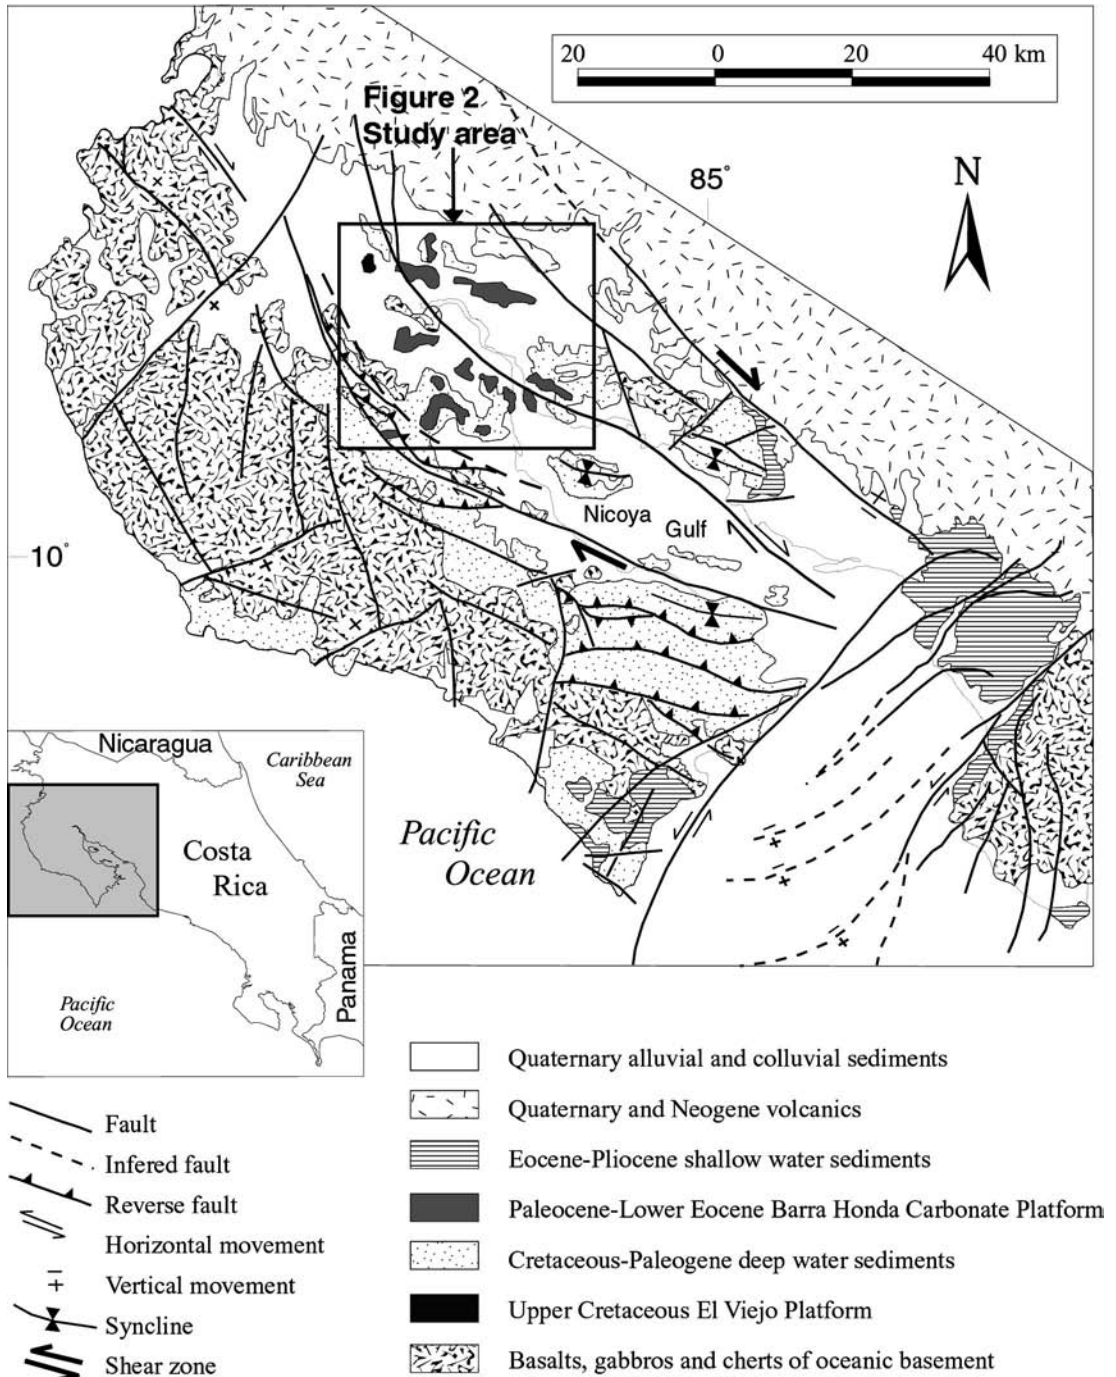 20 0 20 40 km
Figure 2
Study area
85°
N
Nicoya
Gulf
10°
Pacific
Ocean
Nicaragua
Caribbean
Sea
Costa
Rica
Panama
Pacific
Ocean
Fault
Infered fault
Reverse fault
Horizontal movement
Vertical movement
Syncline
Shear zone
Quaternary alluvial and colluvial sediments
Quaternary and Neogene volcanics
Eocene-Pliocene shallow water sediments
Paleocene-Lower Eocene Barra Honda Carbonate Platform
Cretaceous-Paleogene deep water sediments
Upper Cretaceous El Viejo Platform
Basalts, gabbros and cherts of oceanic basement